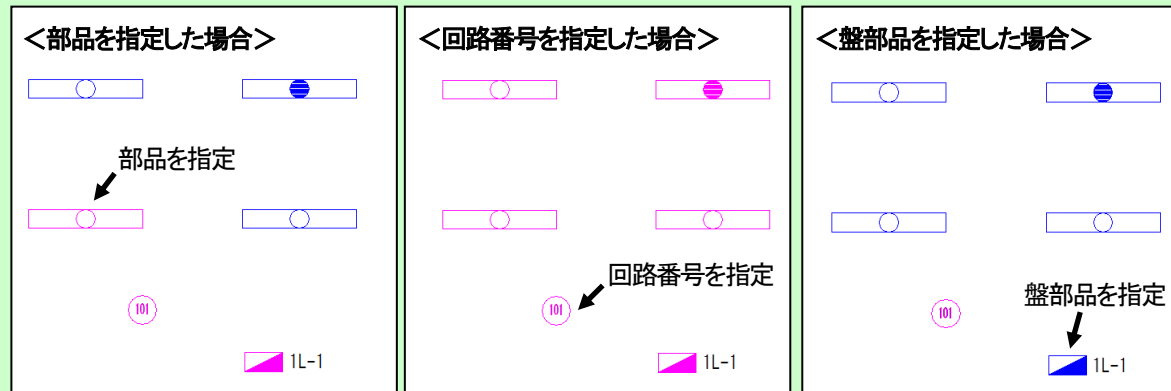 ＜部品を指定した場合＞
部品を指定
101
1L-1
＜回路番号を指定した場合＞
回路番号を指定
101
1L-1
＜盤部品を指定した場合＞
101
盤部品を指定
1L-1